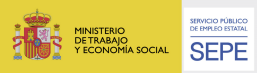 MINISTERIO
DE TRABAJO
Y ECONOMÍA SOCIAL
SERVICIO PÚBLICO
DE EMPLEO ESTATAL
SEPE